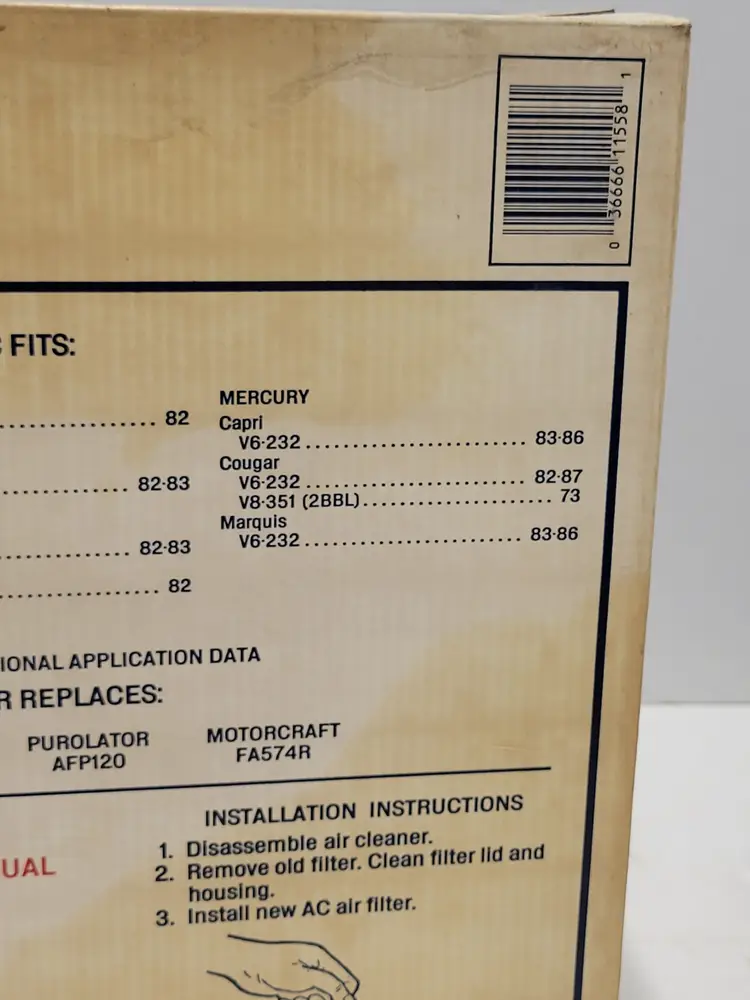 0 36666 11558 1
FITS:
82
82-83
82-83
82
MERCURY
Capri
V6-232 ........................ 83-86
Cougar
V6-232 ........................ 82-87
V8-351 (2BBL) .................... 73
Marquis
V6-232 ........................ 83-86
IONAL APPLICATION DATA
R REPLACES:
PUROLATOR
AFP120
MOTORCRAFT
FA574R
UAL
INSTALLATION INSTRUCTIONS
1. Disassemble air cleaner.
2. Remove old filter. Clean filter lid and
housing.
3. Install new AC air filter.